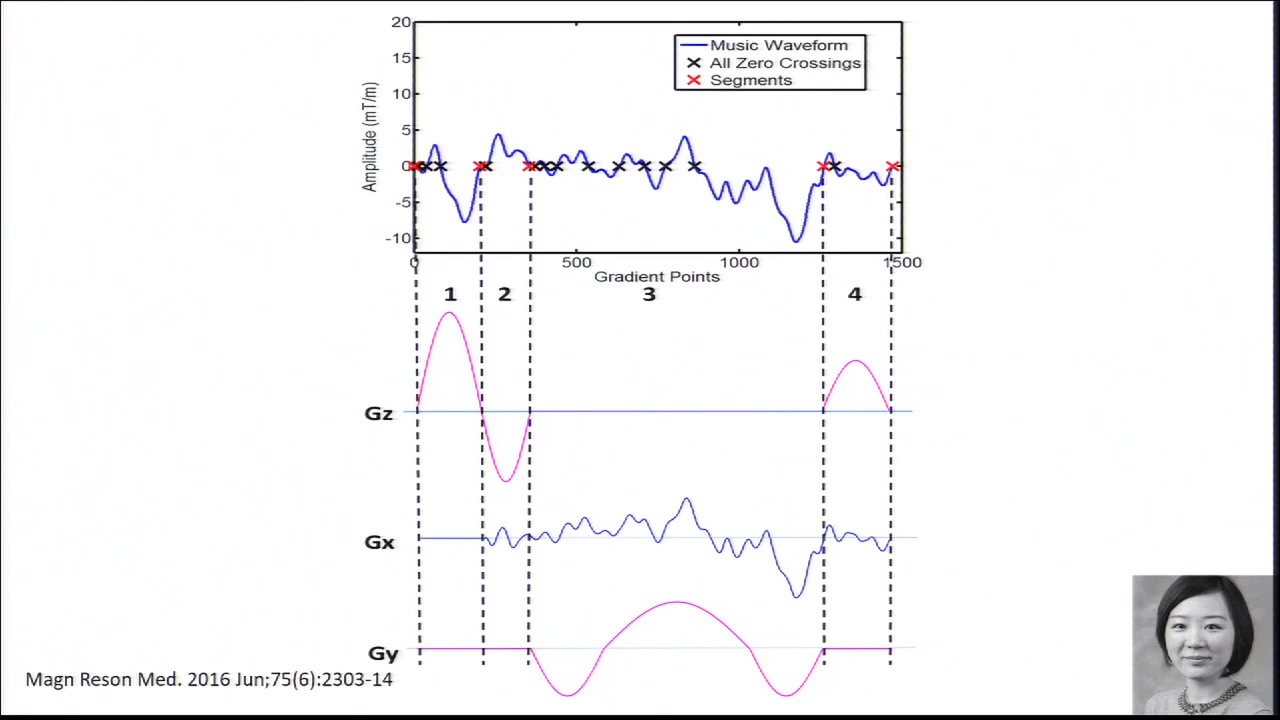 20
15
10
5
0
-5
-10
Amplitude (mT/m)
Music Waveform
All Zero Crossings
Segments
0 500 1000 1500
Gradient Points
1 2 3 4
Gz
Gx
Gy
Magn Reson Med. 2016 Jun;75(6):2303-14